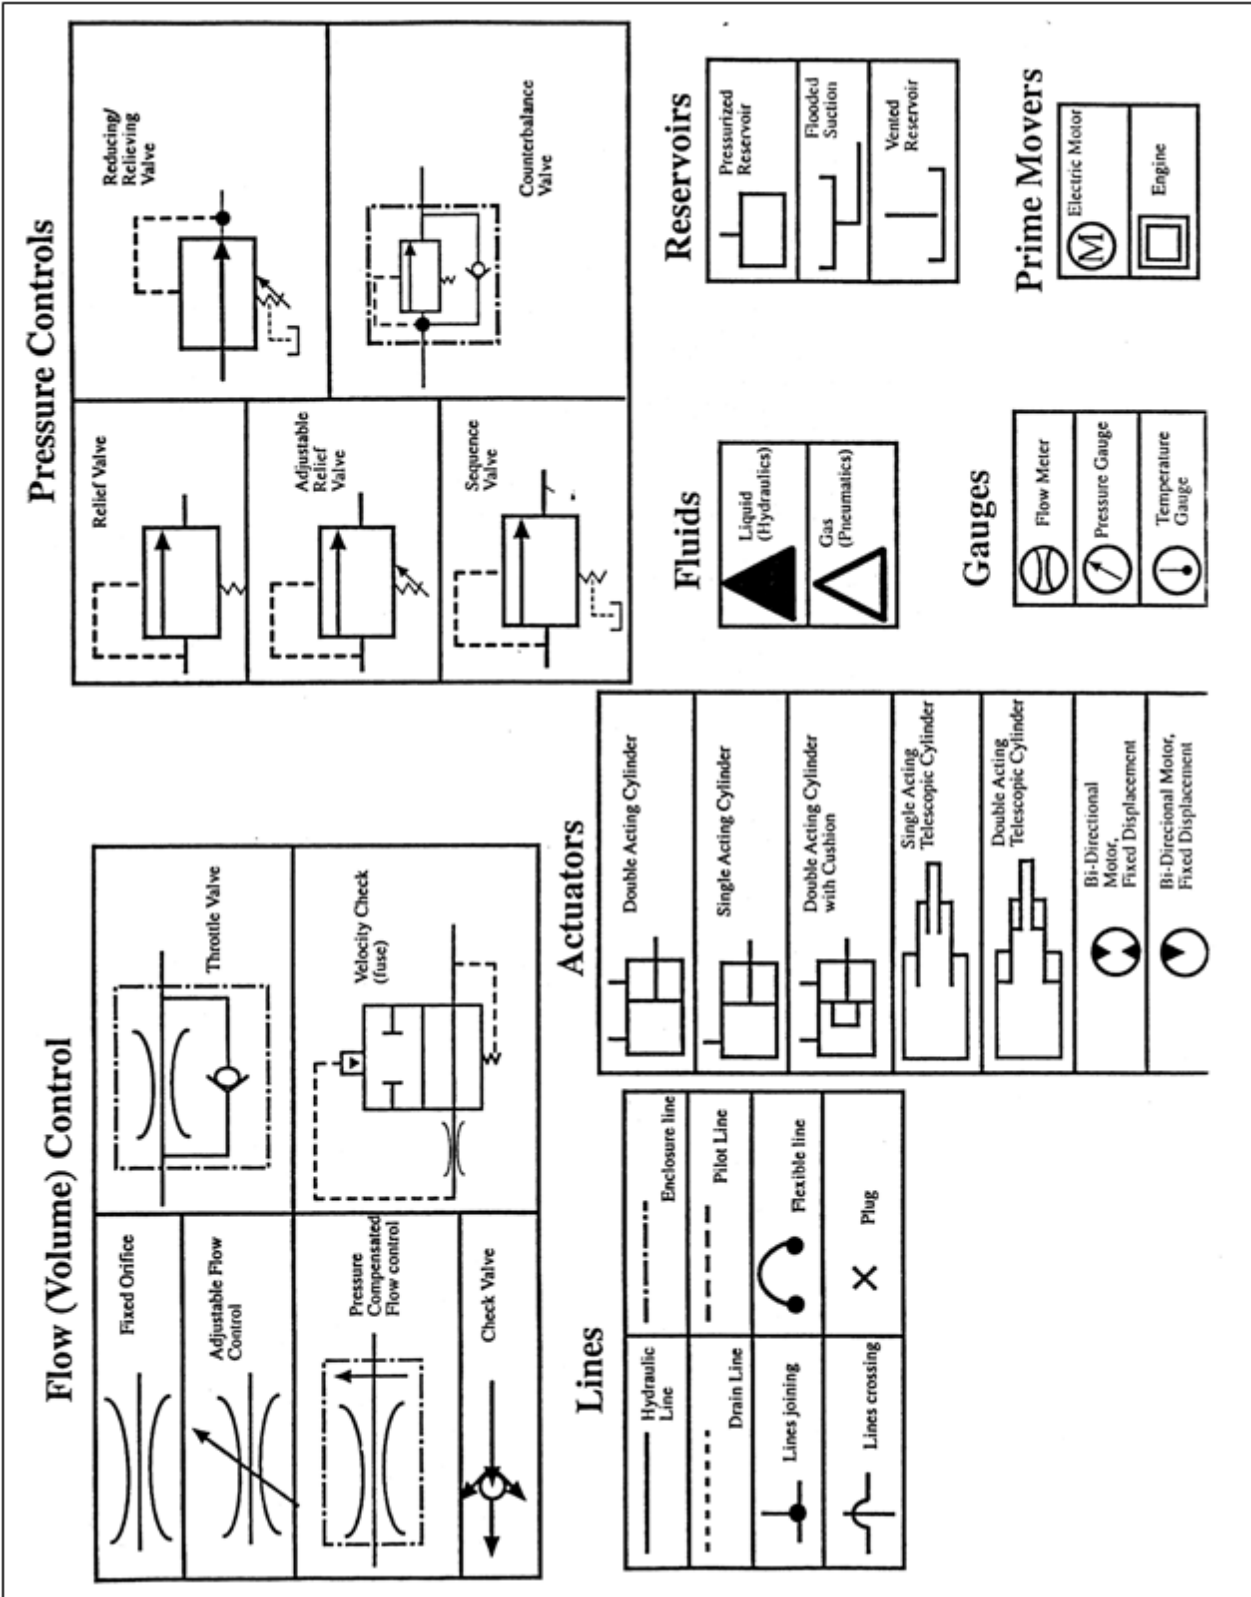 Flow (Volume) Control
Fixed Orifice
Adjustable Flow
Control
Pressure
Compensated
Flow control
Check Valve
Throttle Valve
Velocity Check
(fuse)
Pressure Controls
Relief Valve
Adjustable
Relief
Valve
Sequence
Valve
Reducing/
Relieving
Valve
Counterbalance
Valve
Lines
Hydraulic
Line
Enclosure line
Drain Line
Pilot Line
Lines joining
Flexible line
Lines crossing
Plug
Actuators
Double Acting Cylinder
Single Acting Cylinder
Double Acting Cylinder
with Cushion
Single Acting
Telescopic Cylinder
Double Acting
Telescopic Cylinder
Bi-Directional
Motor,
Fixed Displacement
Bi-Direcional Motor,
Fixed Displacement
Fluids
Liquid
(Hydraulics)
Gas
(Pneumatics)
Reservoirs
Pressurized
Reservoir
Flooded
Suction
Vented
Reservoir
Gauges
Flow Meter
Pressure Gauge
Temperature
Gauge
Prime Movers
M
Electric Motor
Engine